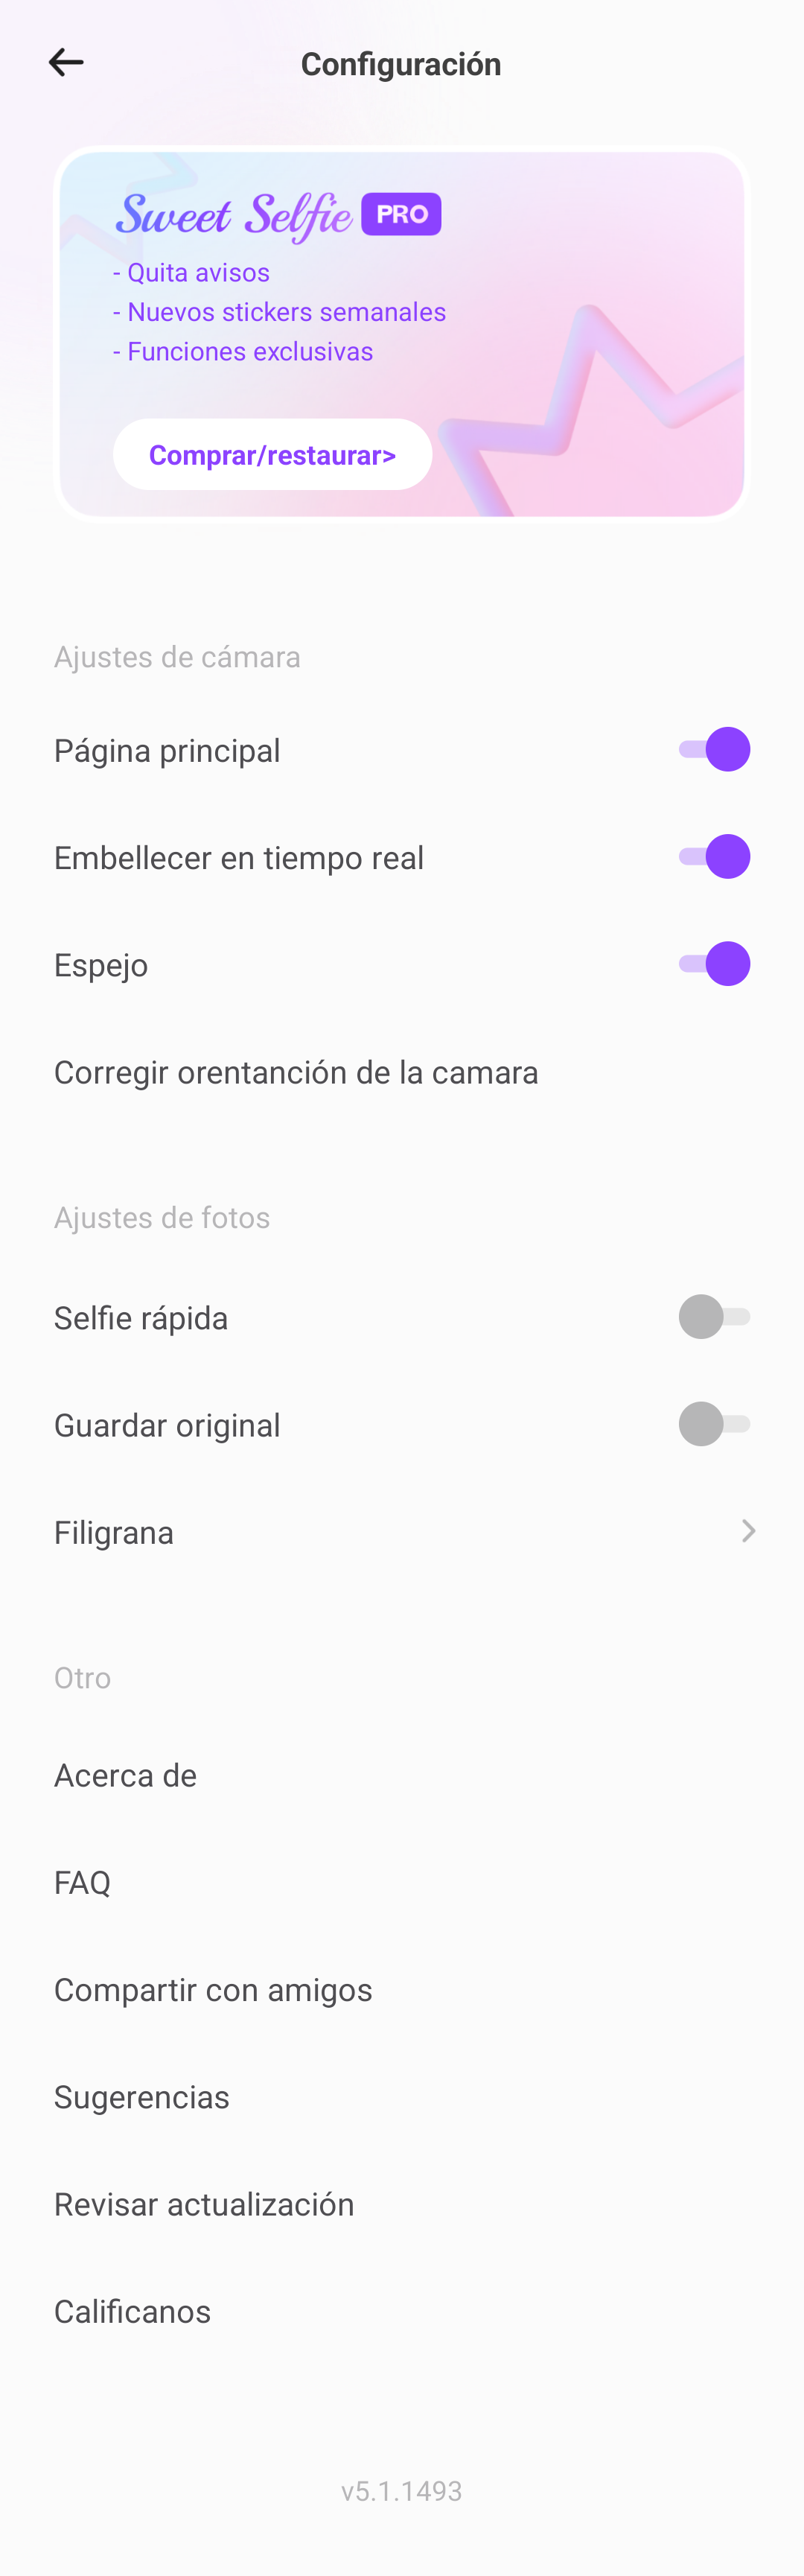 Configuración
Sweet Selfie PRO
- Quita avisos
- Nuevos stickers semanales
- Funciones exclusivas
Comprar/restaurar>
Ajustes de cámara
Página principal
Embellecer en tiempo real
Espejo
Corregir orentanción de la camara
Ajustes de fotos
Selfie rápida
Guardar original
Filigrana
Otro
Acerca de
FAQ
Compartir con amigos
Sugerencias
Revisar actualización
Calificanos
v5.1.1493